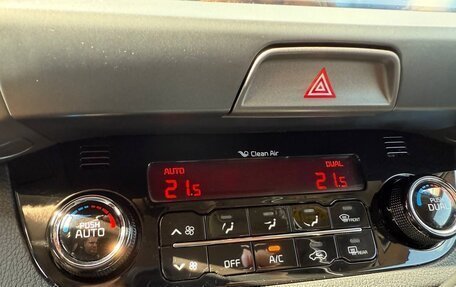 Clean Air
AUTO DUAL
21.5 21.5
PUSH
AUTO
PUSH
DUAL
FRONT
OFF A/C REAR